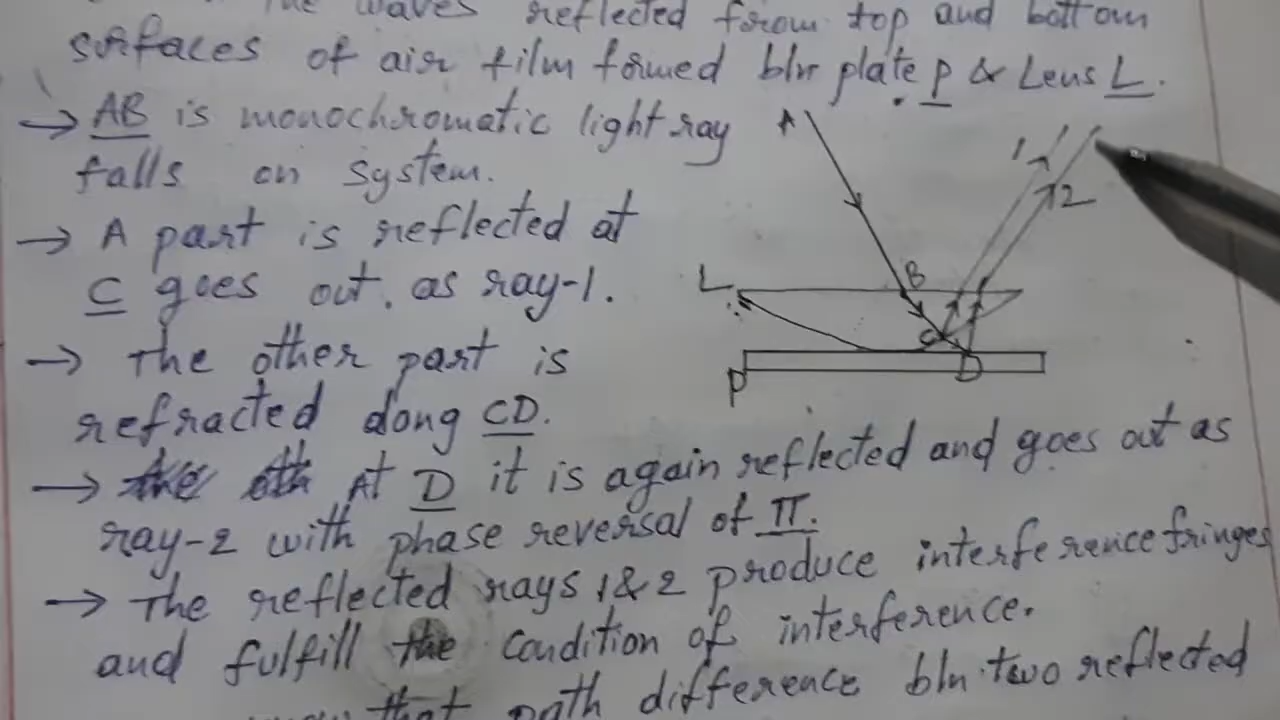 the waves reflected from top and bottom
surfaces of air film formed b/w plate P & Lens L.
→ AB is monochromatic light ray
falls on system.
→ A part is reflected at
C goes out. as ray-1.
→ The other part is
refracted along CD.
→ At D it is again reflected and goes out as
ray-2 with phase reversal of π.
→ The reflected rays 1 & 2 produce interference fringes
and fulfill the condition of interference.
that path difference b/n two reflected
A
1
2
B
L
C
D
P